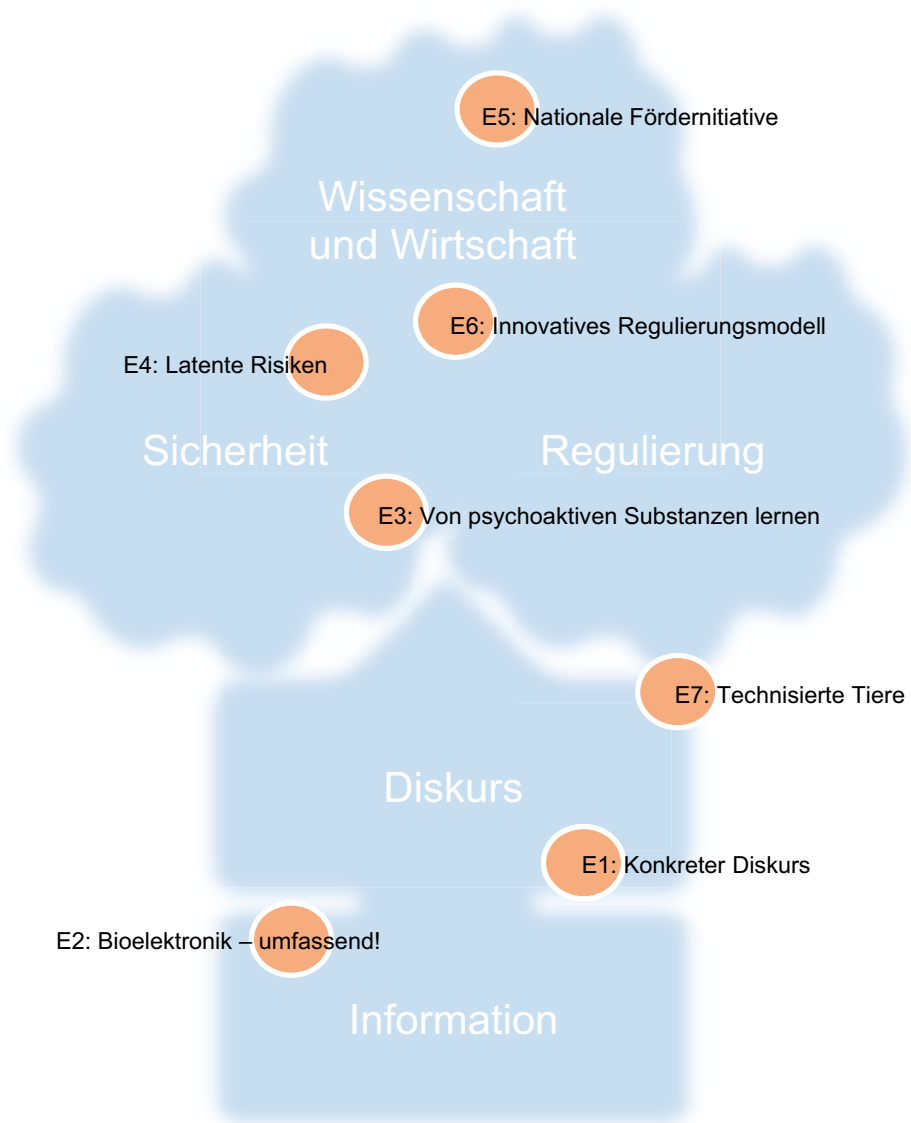 E5: Nationale Fördernitiative
Wissenschaft
und Wirtschaft
E6: Innovatives Regulierungsmodell
E4: Latente Risiken
Sicherheit
Regulierung
E3: Von psychoaktiven Substanzen lernen
E7: Technisierte Tiere
Diskurs
E1: Konkreter Diskurs
E2: Bioelektronik – umfassend!
Information